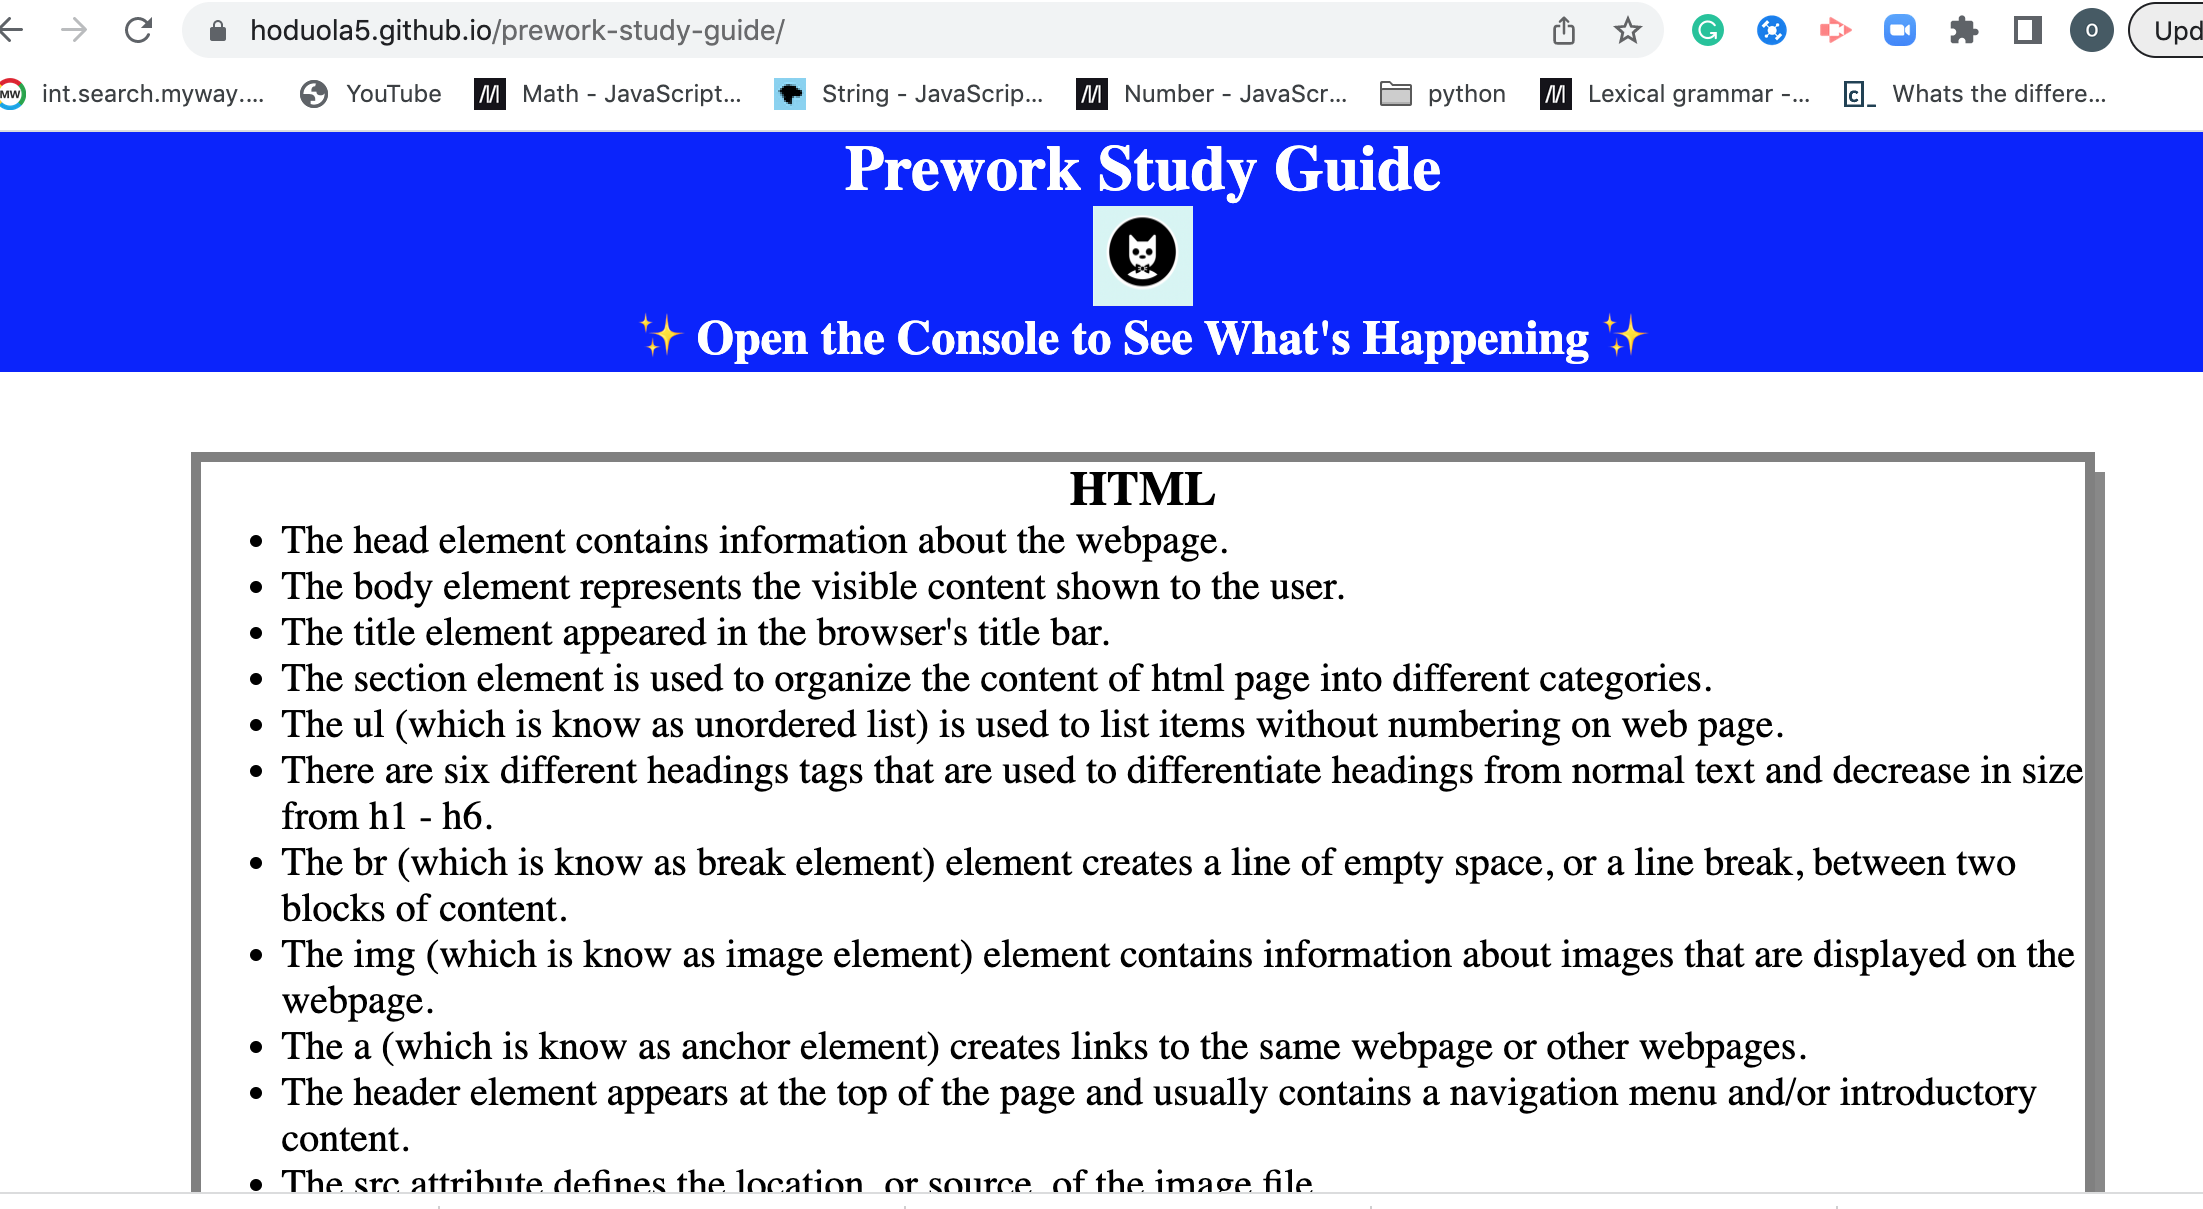 hoduola5.github.io/prework-study-guide/
O
Upd
MW int.search.myway.... YouTube Math - JavaScript... String - JavaScrip... Number - JavaScr... python Lexical grammar -... c_ Whats the differe...
Prework Study Guide
✨ Open the Console to See What's Happening ✨
HTML
• The head element contains information about the webpage.
• The body element represents the visible content shown to the user.
• The title element appeared in the browser's title bar.
• The section element is used to organize the content of html page into different categories.
• The ul (which is know as unordered list) is used to list items without numbering on web page.
• There are six different headings tags that are used to differentiate headings from normal text and decrease in size
from h1 - h6.
• The br (which is know as break element) element creates a line of empty space, or a line break, between two
blocks of content.
• The img (which is know as image element) element contains information about images that are displayed on the
webpage.
• The a (which is know as anchor element) creates links to the same webpage or other webpages.
• The header element appears at the top of the page and usually contains a navigation menu and/or introductory
content.
• The src attribute defines the location, or source, of the image file